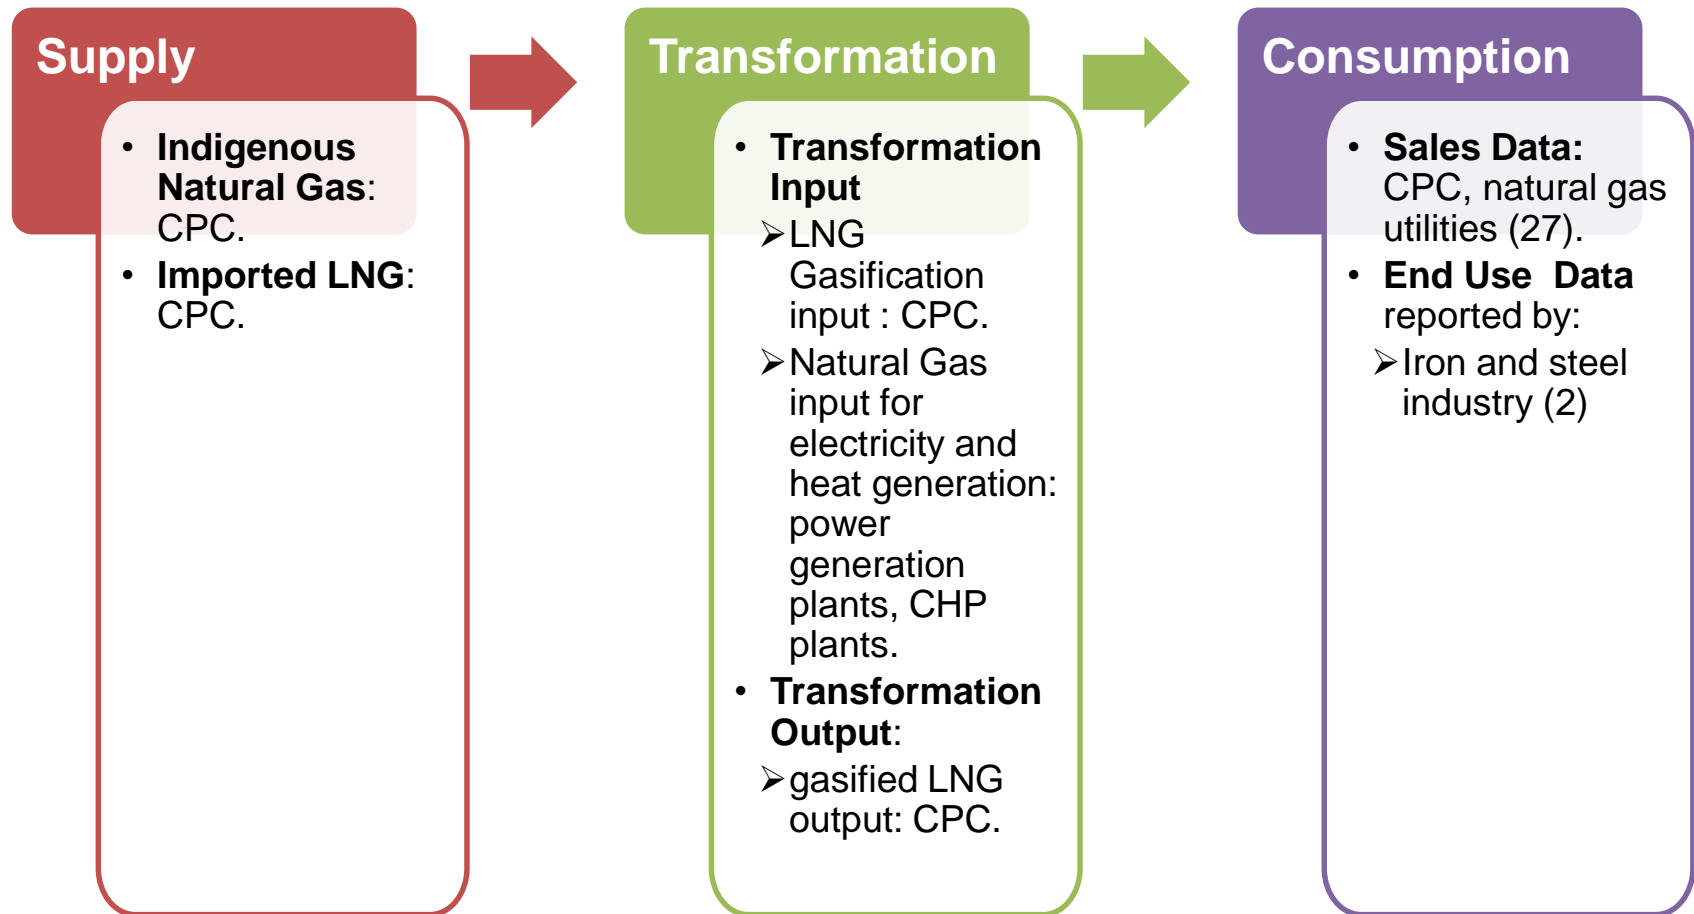 Supply
• Indigenous
Natural Gas:
CPC.
• Imported LNG:
CPC.
Transformation
• Transformation
Input
➢LNG
Gasification
input : CPC.
➢Natural Gas
input for
electricity and
heat generation:
power
generation
plants, CHP
plants.
• Transformation
Output:
➢gasified LNG
output: CPC.
Consumption
• Sales Data:
CPC, natural gas
utilities (27).
• End Use  Data
reported by:
➢Iron and steel
industry (2)